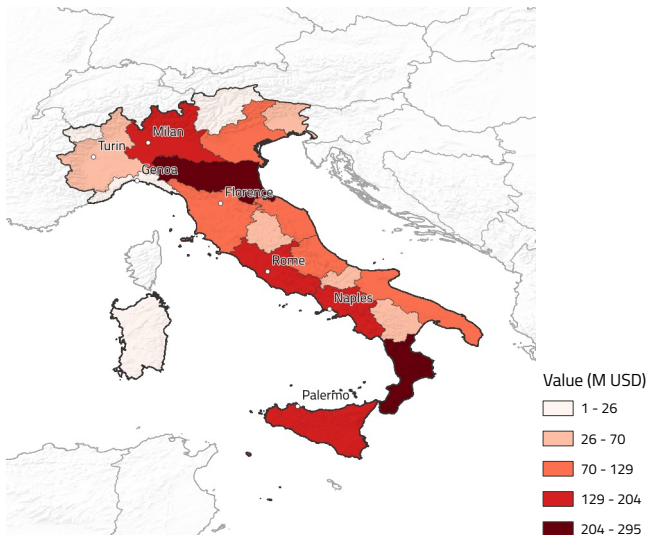 Milan
Turin
Genoa
Florence
Rome
Naples
Palermo
Value (M USD)
1 - 26
26 - 70
70 - 129
129 - 204
204 - 295